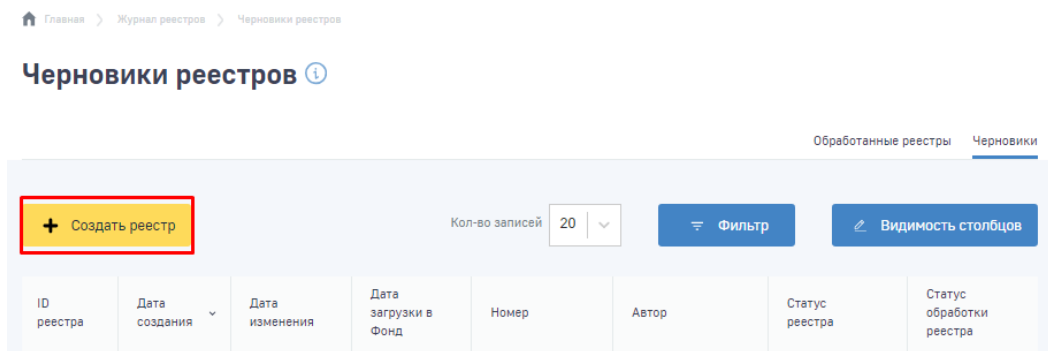 Главная > Журнал реестров > Черновики реестров
Черновики реестров
Обработанные реестры Черновики
+ Создать реестр Кол-во записей 20 Фильтр Видимость столбцов
ID реестра
Дата создания
Дата изменения
Дата загрузки в Фонд
Номер
Автор
Статус реестра
Статус обработки реестра